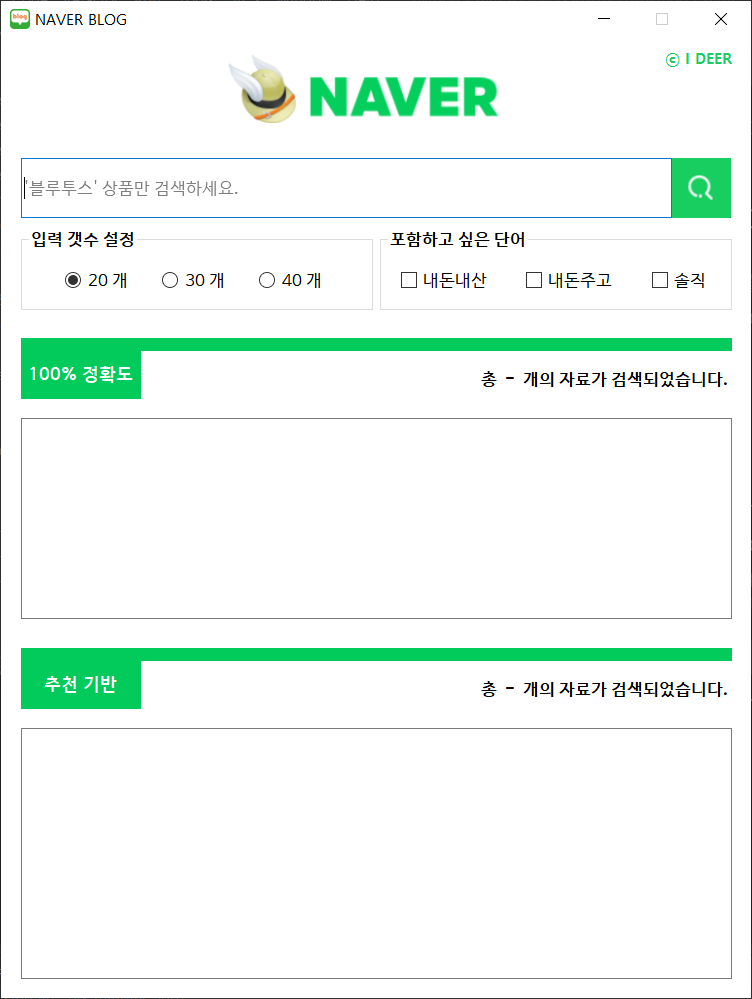 NAVER BLOG
ⓒ I DEER
NAVER
'블루투스' 상품만 검색하세요.
입력 갯수 설정
20 개 30 개 40 개
포함하고 싶은 단어
내돈내산 내돈주고 솔직
100% 정확도
총 - 개의 자료가 검색되었습니다.
추천 기반
총 - 개의 자료가 검색되었습니다.